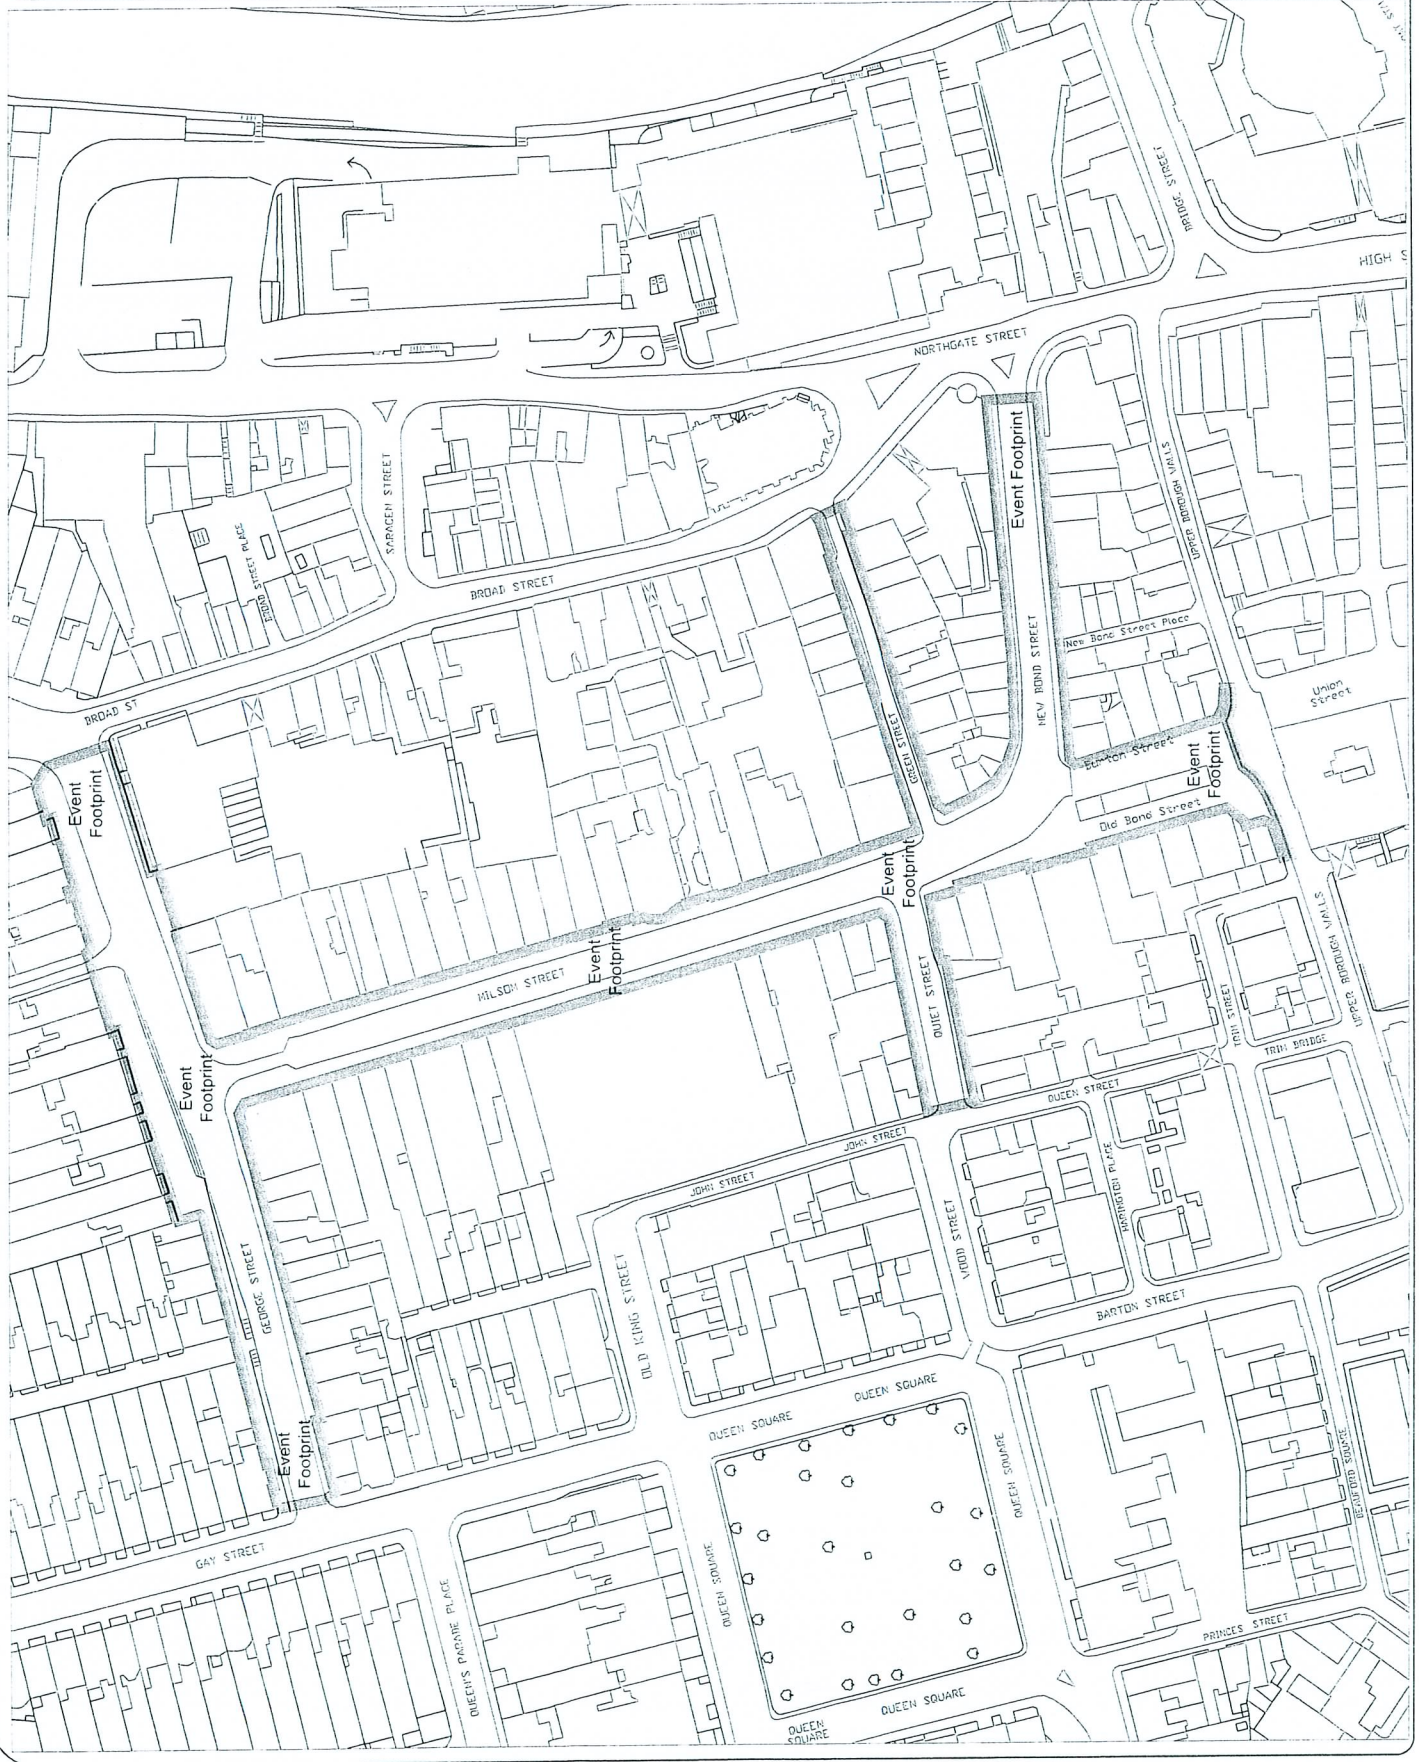 BRIDGE STREET
HIGH S
NORTHGATE STREET
SARACEN STREET
BROAD STREET PLACE
BROAD STREET
BROAD ST
Event Footprint
UPPER BOROUGH WALLS
New Bond Street Place
NEW BOND STREET
GREEN STREET
Union
Street
Burton Street
Event
Footprint
Old Bond Street
Event
Footprint
Event
Footprint
Event
Footprint
MILSOM STREET
QUIET STREET
UPPER BOROUGH WALLS
TRIM STREET
TRIM BRIDGE
Event
Footprint
QUEEN STREET
JOHN STREET
JOHN STREET
HARINGTON PLACE
WOOD STREET
GEORGE STREET
OLD KING STREET
BARTON STREET
Event
Footprint
QUEEN SQUARE
QUEEN SQUARE
QUEEN SQUARE
BEAUFORD SQUARE
GAY STREET
QUEEN'S PARADE PLACE
QUEEN SQUARE
PRINCES STREET
QUEEN SQUARE
QUEEN
SQUARE